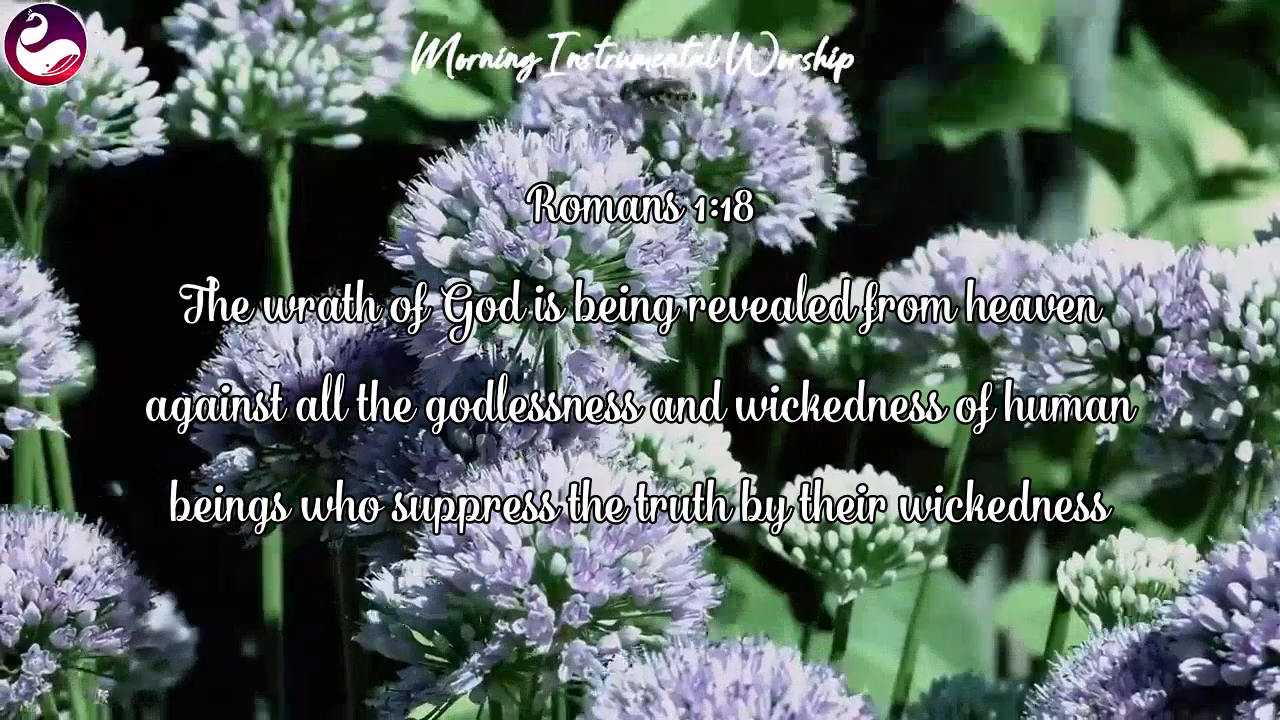 Morning Instrumental Worship
Romans 1:18
The wrath of God is being revealed from heaven
against all the godlessness and wickedness of human
beings who suppress the truth by their wickedness